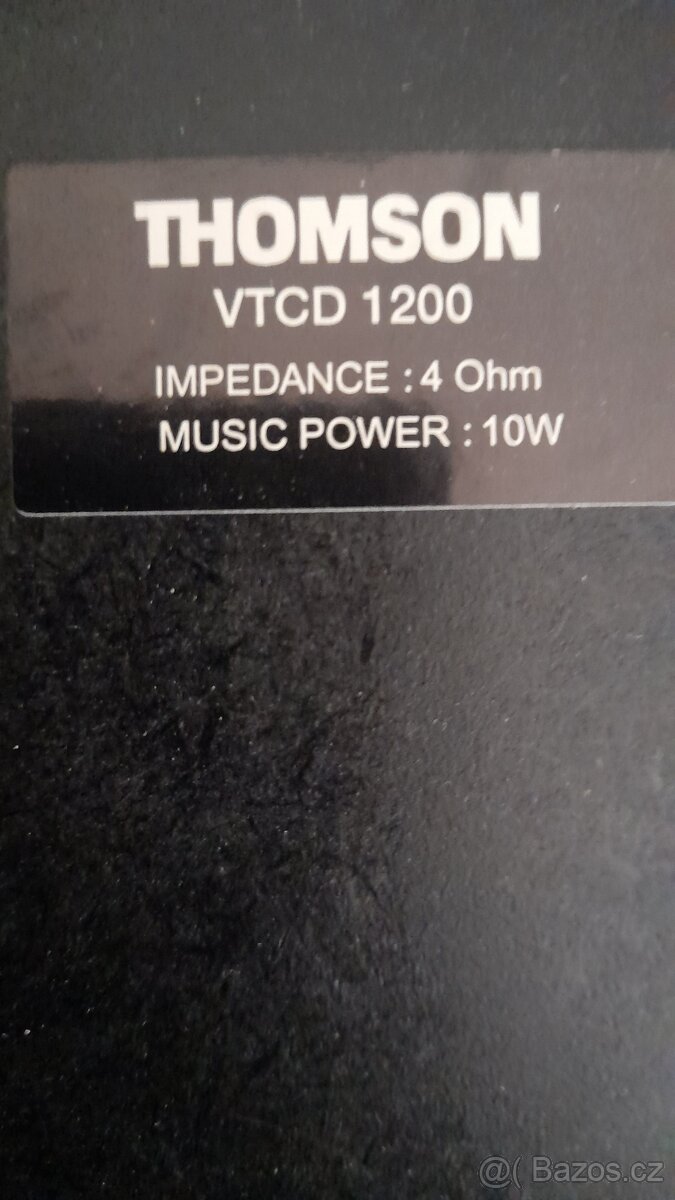 THOMSON
VTCD 1200
IMPEDANCE : 4 Ohm
MUSIC POWER : 10W
@( Bazos.cz